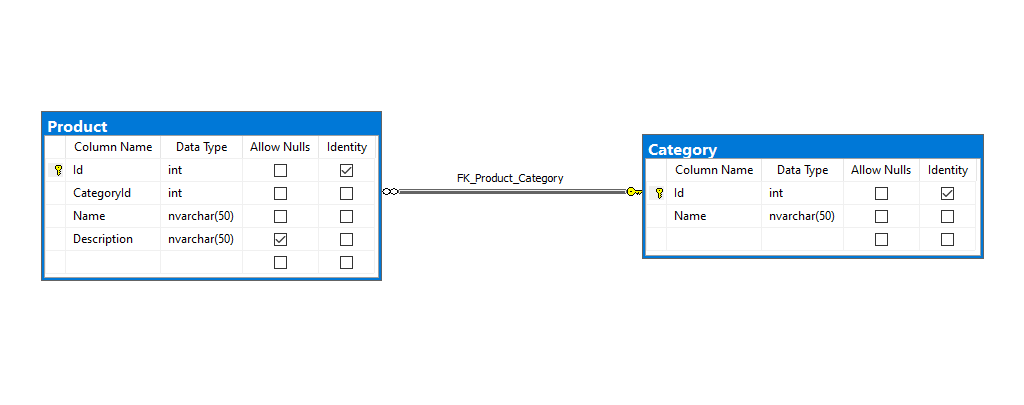 Product
Column Name Data Type Allow Nulls Identity
Id int
CategoryId int
Name nvarchar(50)
Description nvarchar(50)
FK_Product_Category
Category
Column Name Data Type Allow Nulls Identity
Id int
Name nvarchar(50)